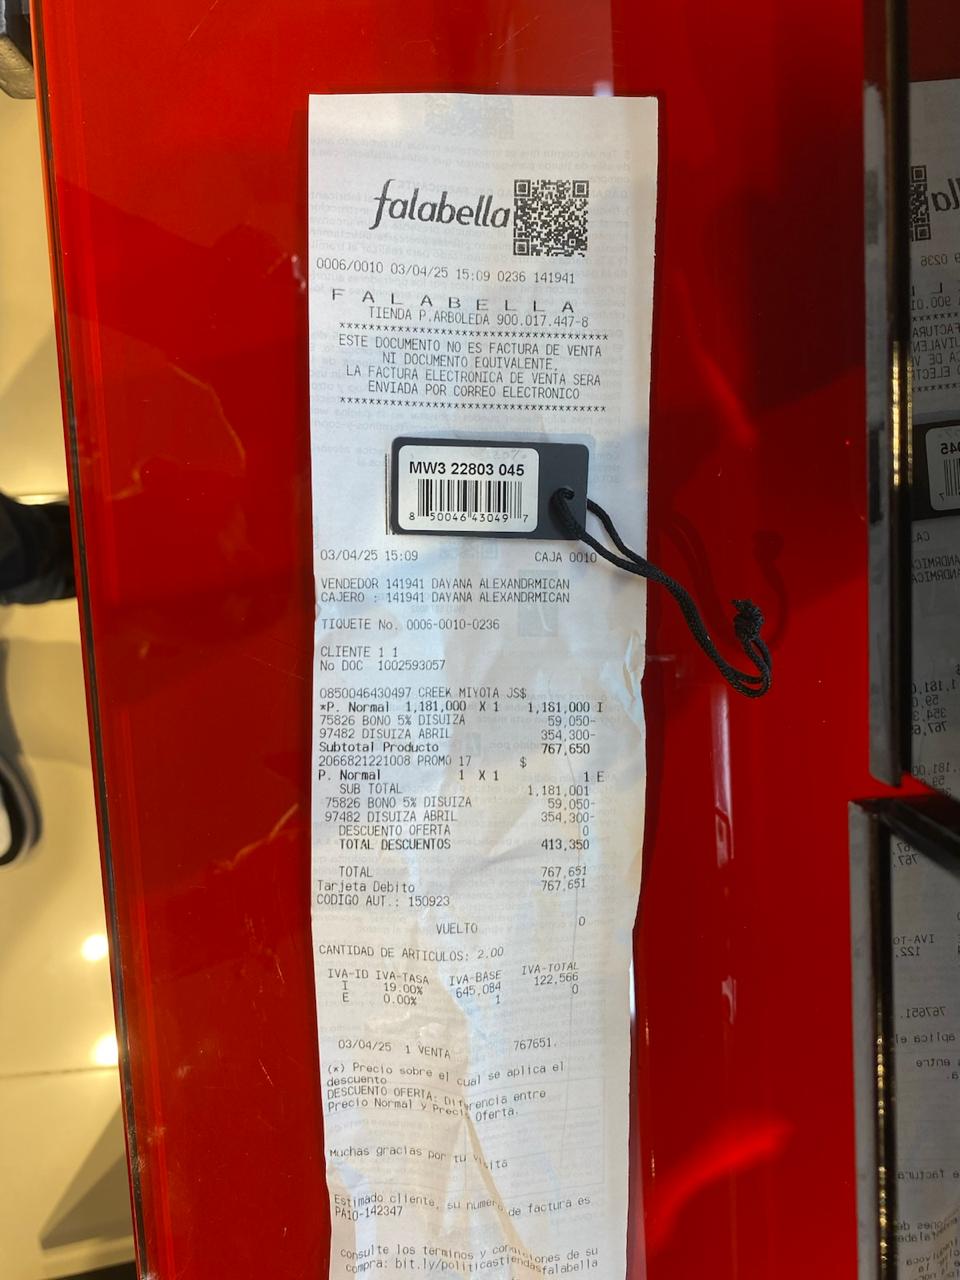 falabella
0006/0010 03/04/25 15:09 0236 141941
F A L A B E L L A
TIENDA P.ARBOLEDA 900.017.447-8
**************************************
ESTE DOCUMENTO NO ES FACTURA DE VENTA
NI DOCUMENTO EQUIVALENTE,
LA FACTURA ELECTRONICA DE VENTA SERA
ENVIADA POR CORREO ELECTRONICO
**************************************
MW3 22803 045
8 50046 43049 7
03/04/25 15:09 CAJA 0010
VENDEDOR 141941 DAYANA ALEXANDRMICAN
CAJERO : 141941 DAYANA ALEXANDRMICAN
TIQUETE No. 0006-0010-0236
CLIENTE 1 1
No DOC 1002593057
0850046430497 CREEK MIYOTA JS$
*P. Normal 1,181,000 X 1 1,181,000 I
75826 BONO 5% DISUIZA 59,050-
97482 DISUIZA ABRIL 354,300-
Subtotal Producto 767,650
2066821221008 PROMO 17 $
P. Normal 1 X 1 1 E
SUB TOTAL 1,181,001
75826 BONO 5% DISUIZA 59,050-
97482 DISUIZA ABRIL 354,300-
DESCUENTO OFERTA 0
TOTAL DESCUENTOS 413,350
TOTAL 767,651
Tarjeta Debito 767,651
CODIGO AUT.: 150923
VUELTO 0
CANTIDAD DE ARTICULOS: 2.00
IVA-ID IVA-TASA IVA-BASE IVA-TOTAL
I 19.00% 645,084 122,566
E 0.00% 1 0
03/04/25 1 VENTA 767651.
(*) Precio sobre el cual se aplica el
descuento
DESCUENTO OFERTA: Diferencia entre
Precio Normal y Precio Oferta.
Muchas gracias por tu visita
Estimado cliente, su numero de factura es
PA10-142347
consulte los términos y condiciones de su
compra: bit.ly/politicastiendasfalabella